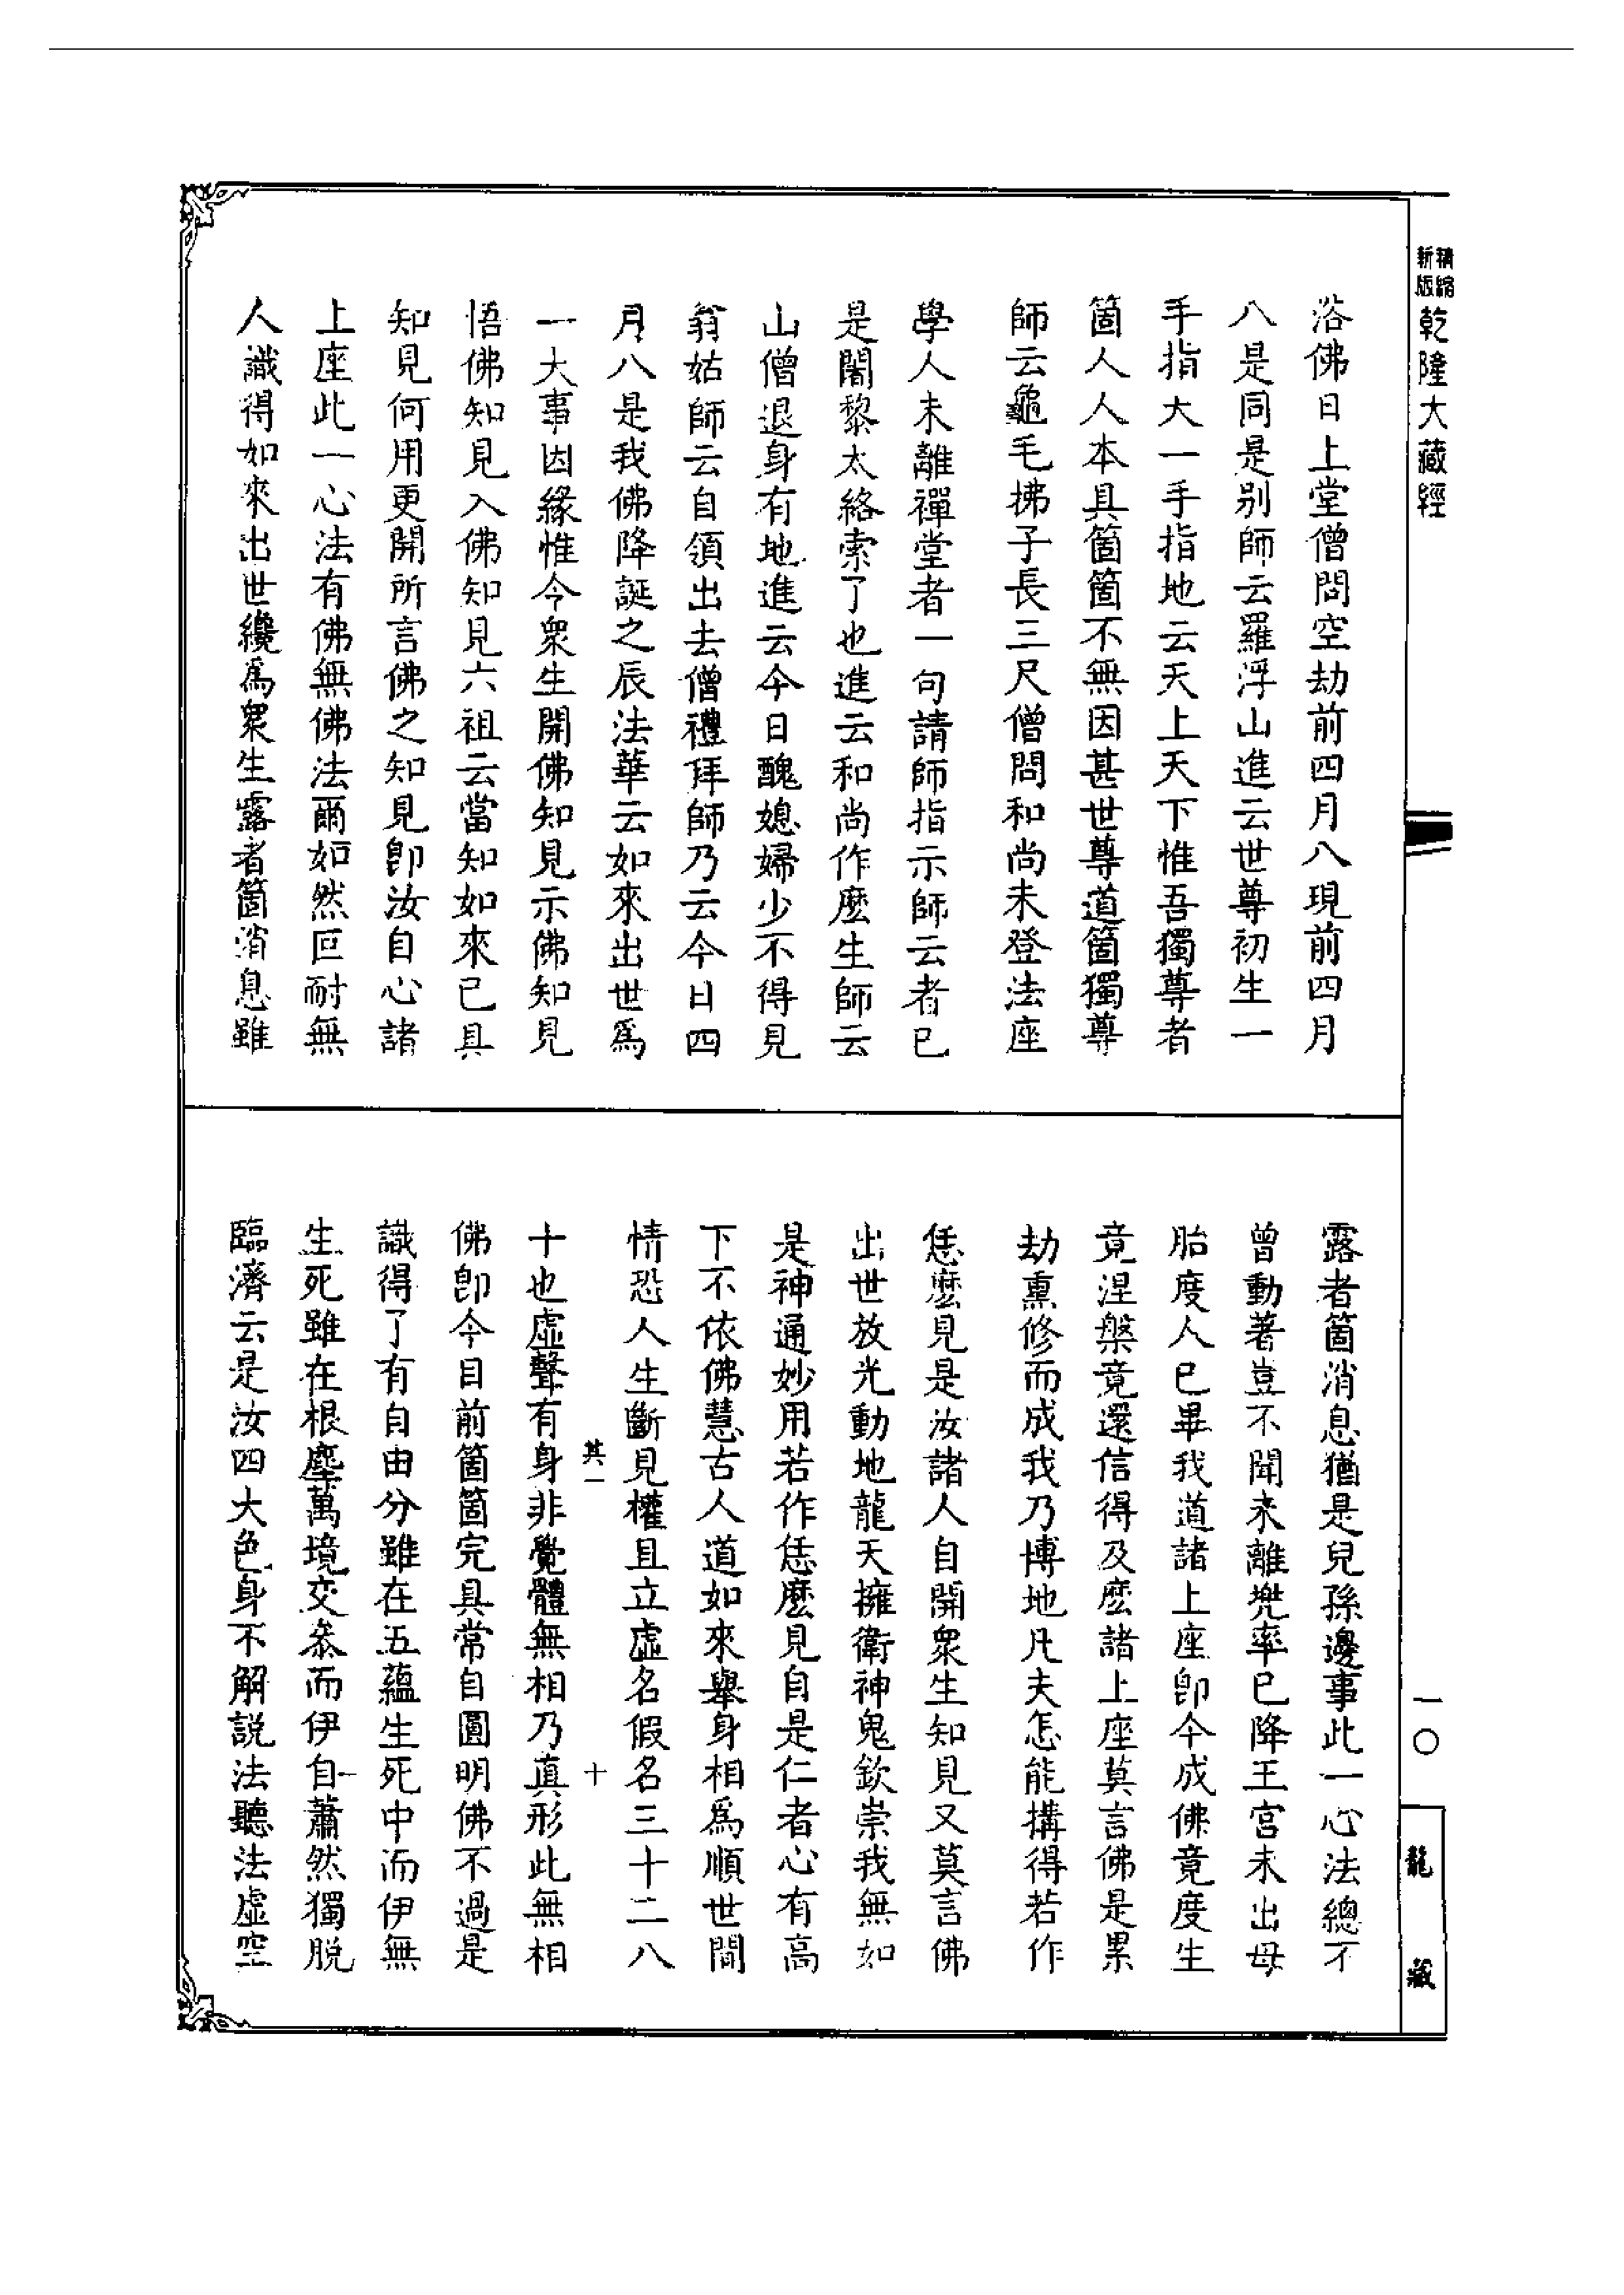 精縮新版乾隆大藏經
浴佛日上堂僧問空劫前四月八現前四月
八是同是别師云羅浮山進云世尊初生一
手指大一手指地云天上天下惟吾獨尊者
箇人人本具箇箇不無因甚世尊道箇獨尊
師云龜毛拂子長三尺僧問和尚未登法座
學人未離禪堂者一句請師指示師云者已
是闍黎太絡索了也進云和尚作麽生師云
山僧退身有地進云今日醜媳婦少不得見
翁姑師云自領出去僧禮拜師乃云今日四
月八是我佛降誕之辰法華云如來出世爲
一大事因緣惟今衆生開佛知見示佛知見
悟佛知見入佛知見六祖云當知如來已具
知見何用更開所言佛之知見卽汝自心諸
上座此一心法有佛無佛法爾如然叵耐無
人識得如來出世纔爲衆生露者箇消息雖
露者箇消息猶是兒孫邊事此一心法總不
曾動著豈不聞未離兜率已降王宮未出母
胎度人已畢我道諸上座卽今成佛竟度生
竟涅槃竟還信得及麽諸上座莫言佛是累
劫熏修而成我乃博地凡夫怎能搆得若作
恁麽見是汝諸人自開衆生知見又莫言佛
出世放光動地龍天擁衛神鬼欽崇我無如
是神通妙用若作恁麽見自是仁者心有高
下不依佛慧古人道如來舉身相爲順世間
情恐人生斷見權且立虛名假名三十二八
其一 十
十也虛聲有身非覺體無相乃眞形此無相
佛卽今目前箇箇完具常自圓明佛不過是
識得了有自由分雖在五蘊生死中而伊無
生死雖在根塵萬境交叅而伊自蕭然獨脫
臨濟云是汝四大色身不解説法聽法虛空
一〇
龍藏